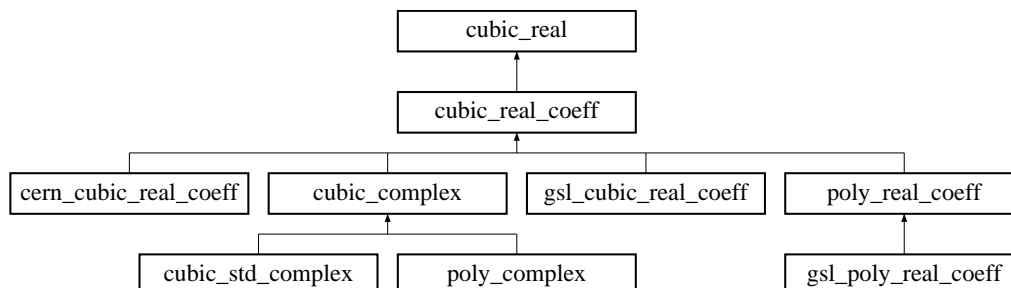 cubic_real
cubic_real_coeff
cern_cubic_real_coeff
cubic_complex
gsl_cubic_real_coeff
poly_real_coeff
cubic_std_complex
poly_complex
gsl_poly_real_coeff